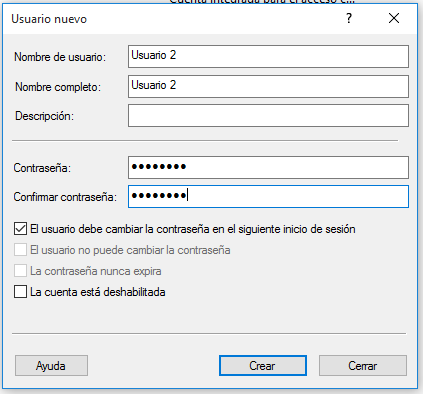 Cuenta integrada para el acceso e...
Usuario nuevo
?
Nombre de usuario:
Usuario 2
Nombre completo:
Usuario 2
Descripción:
Contraseña:
●●●●●●●●
Confirmar contraseña:
●●●●●●●●
El usuario debe cambiar la contraseña en el siguiente inicio de sesión
El usuario no puede cambiar la contraseña
La contraseña nunca expira
La cuenta está deshabilitada
Ayuda
Crear
Cerrar